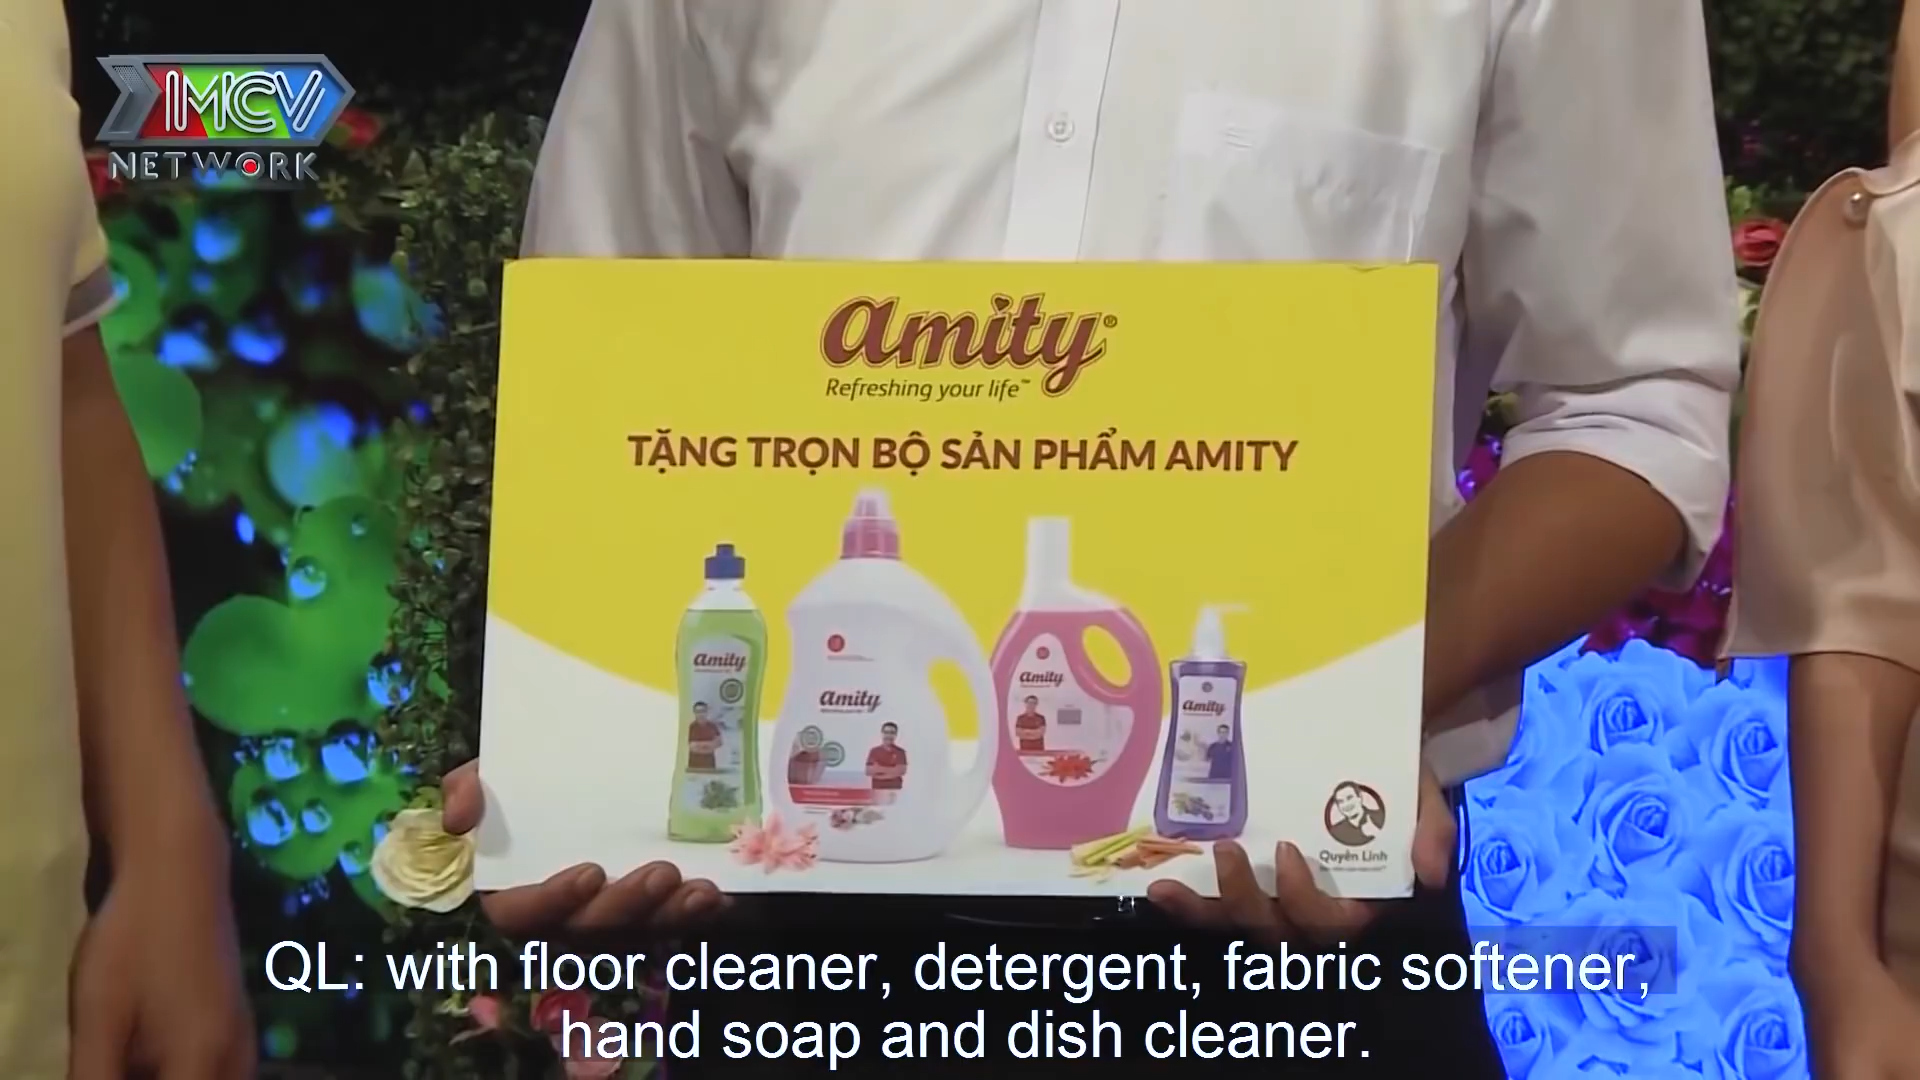 MCV
NETWORK
amity®
Refreshing your life™
TẶNG TRỌN BỘ SẢN PHẨM AMITY
amity
amity
amity
amity
Quyền Linh
QL: with floor cleaner, detergent, fabric softener,
hand soap and dish cleaner.